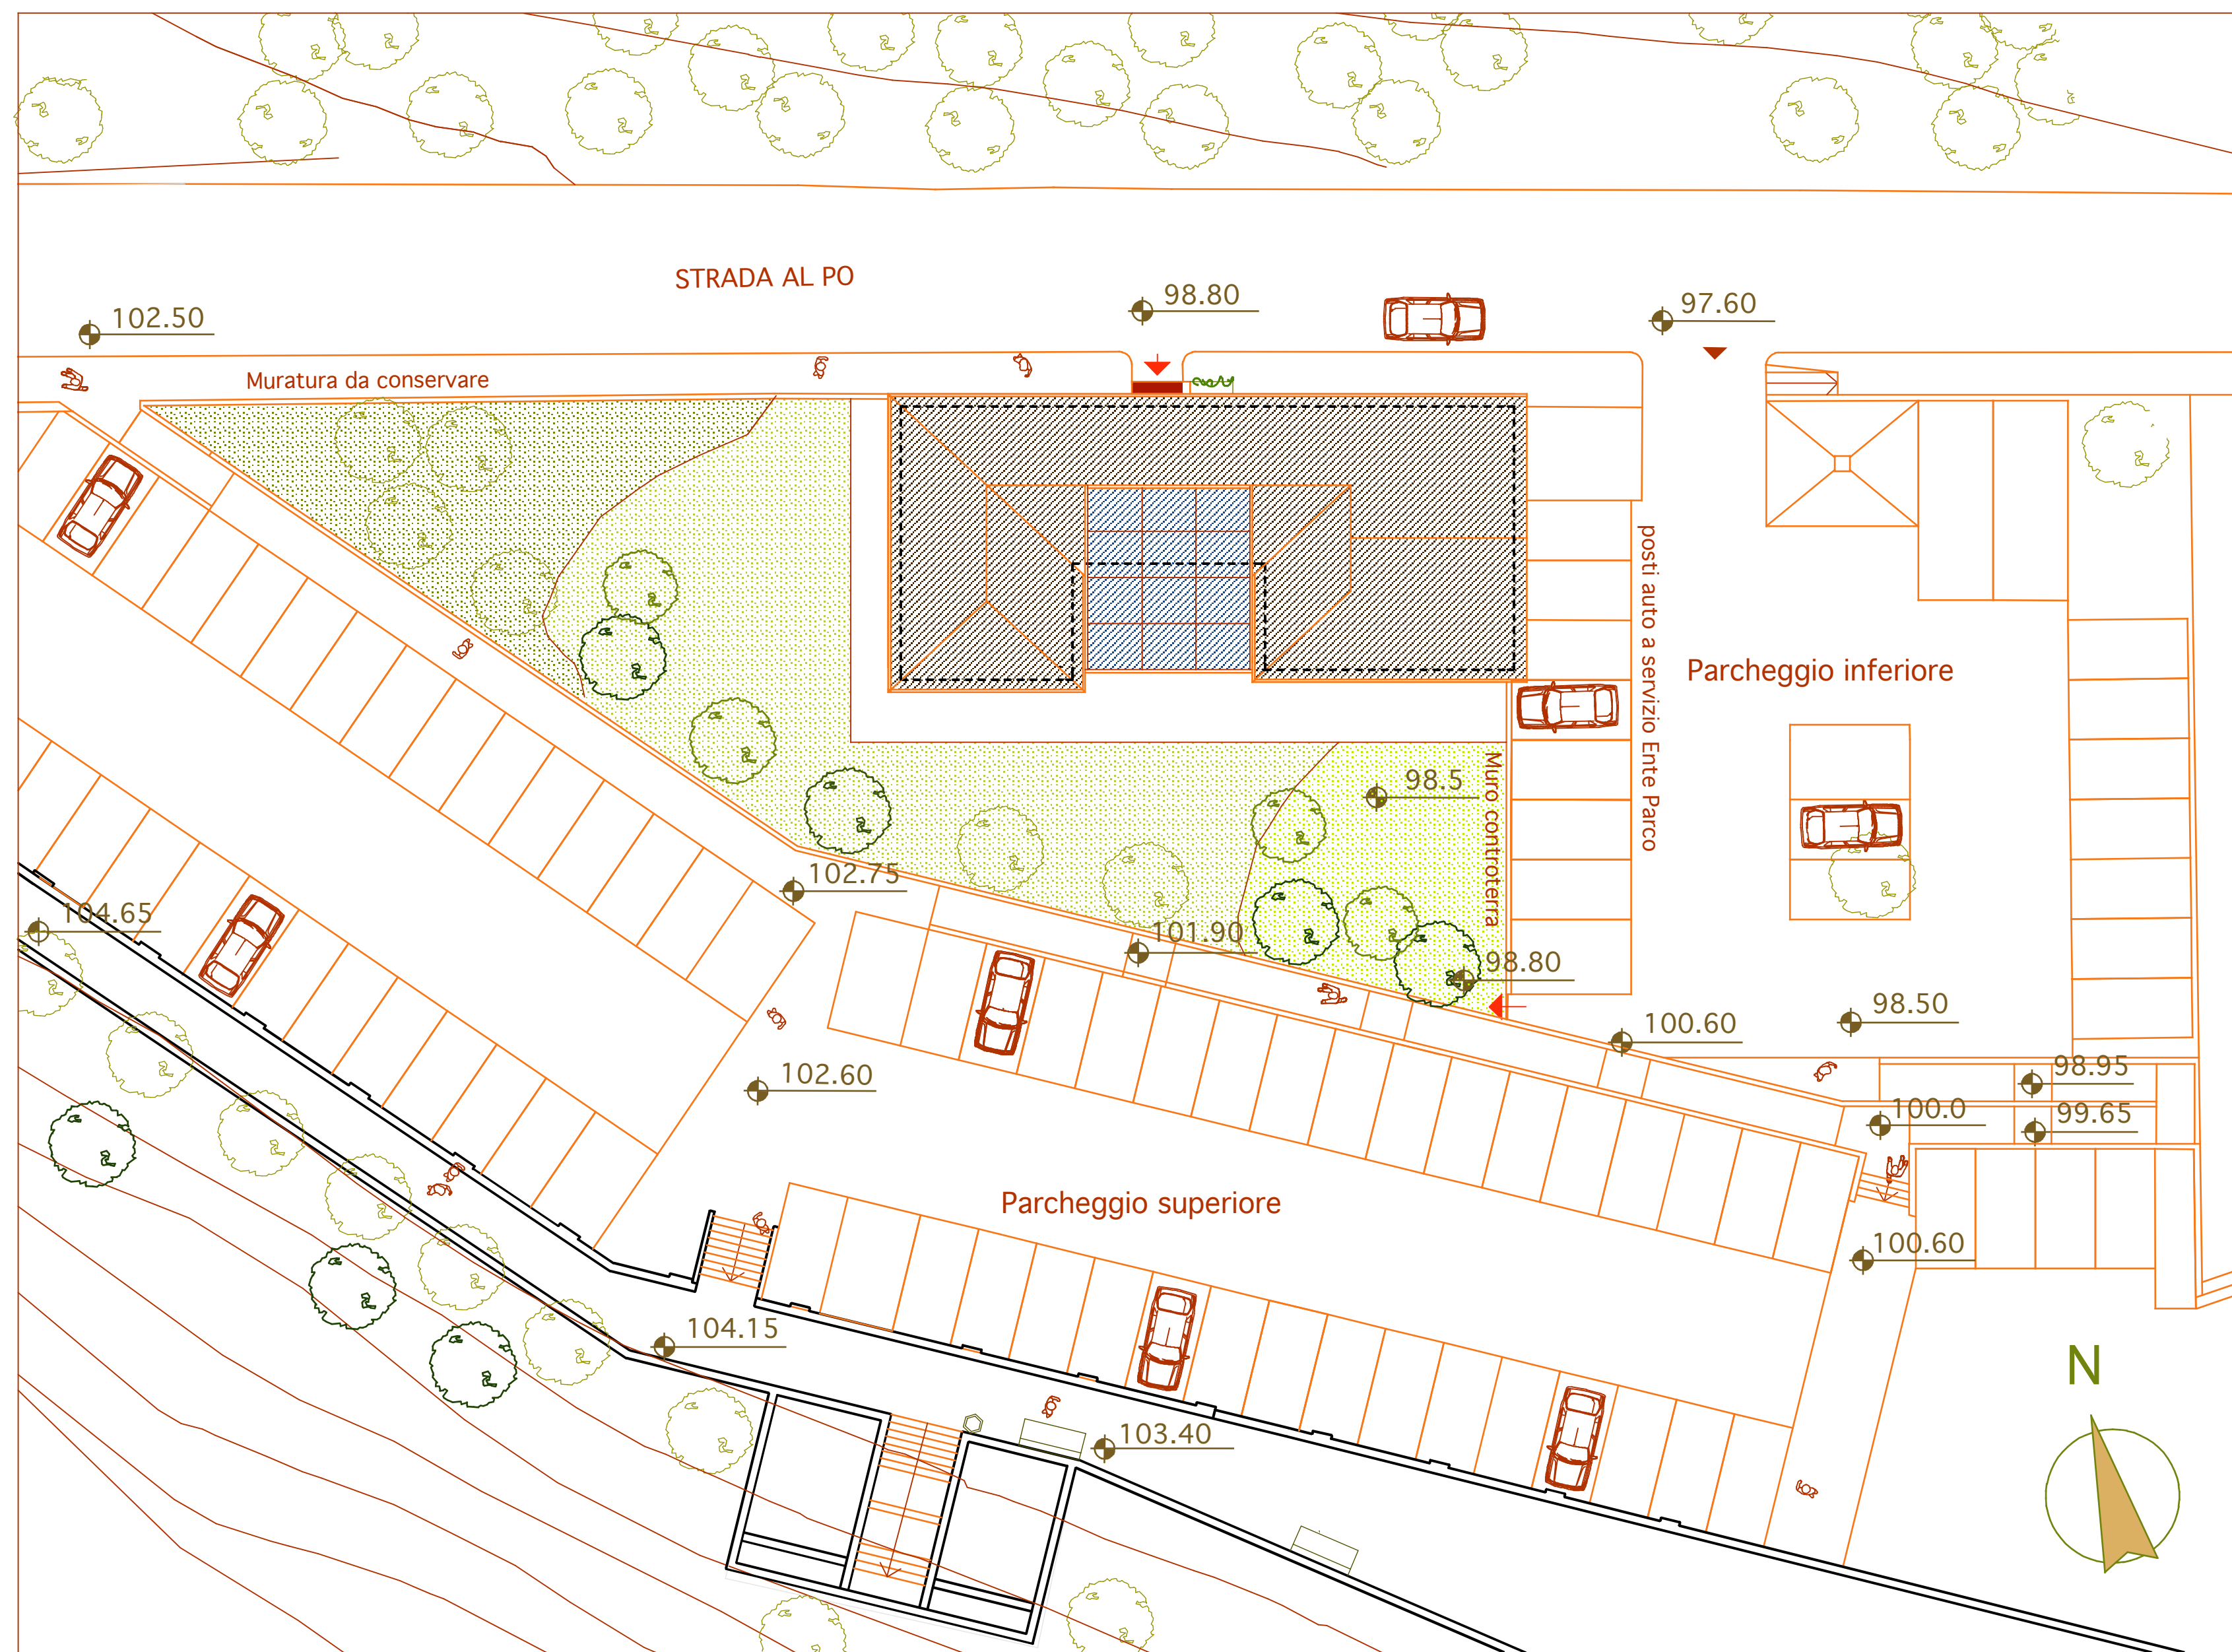 STRADA AL PO
98.80
97.60
102.50
Muratura da conservare
posti auto a servizio Ente Parco
Parcheggio inferiore
98.5
Muro controterra
102.75
104.65
101.90
98.80
98.50
100.60
98.95
102.60
100.0
99.65
Parcheggio superiore
100.60
104.15
N
103.40